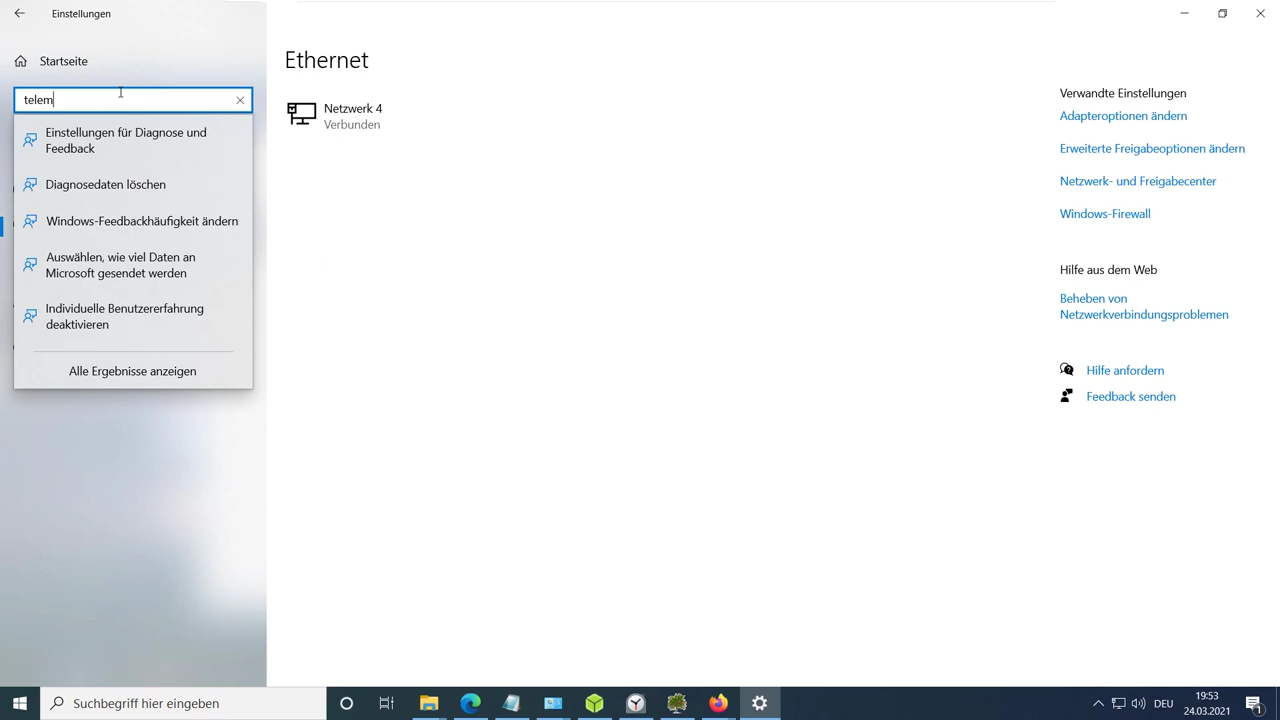 Einstellungen
Startseite
telem
Einstellungen für Diagnose und
Feedback
Diagnosedaten löschen
Windows-Feedbackhäufigkeit ändern
Auswählen, wie viel Daten an
Microsoft gesendet werden
Individuelle Benutzererfahrung
deaktivieren
Alle Ergebnisse anzeigen
Ethernet
Netzwerk 4
Verbunden
Verwandte Einstellungen
Adapteroptionen ändern
Erweiterte Freigabeoptionen ändern
Netzwerk- und Freigabecenter
Windows-Firewall
Hilfe aus dem Web
Beheben von
Netzwerkverbindungsproblemen
Hilfe anfordern
Feedback senden
Suchbegriff hier eingeben
DEU
19:53
24.03.2021
1